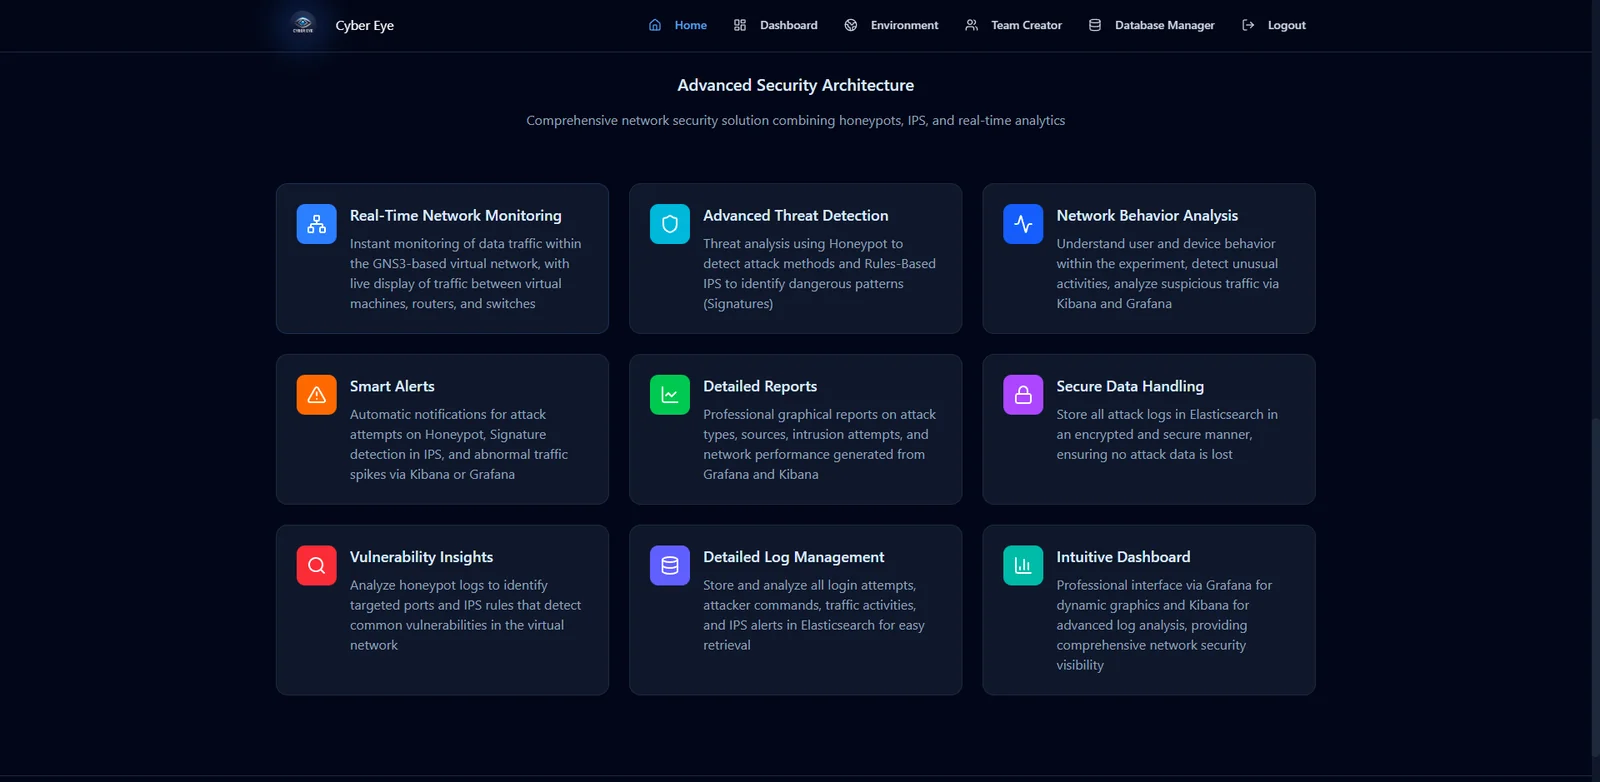 CYBER EYE
Cyber Eye
Home
Dashboard
Environment
Team Creator
Database Manager
Logout
Advanced Security Architecture
Comprehensive network security solution combining honeypots, IPS, and real-time analytics
Real-Time Network Monitoring
Instant monitoring of data traffic within
the GNS3-based virtual network, with
live display of traffic between virtual
machines, routers, and switches
Advanced Threat Detection
Threat analysis using Honeypot to
detect attack methods and Rules-Based
IPS to identify dangerous patterns
(Signatures)
Network Behavior Analysis
Understand user and device behavior
within the experiment, detect unusual
activities, analyze suspicious traffic via
Kibana and Grafana
Smart Alerts
Automatic notifications for attack
attempts on Honeypot, Signature
detection in IPS, and abnormal traffic
spikes via Kibana or Grafana
Detailed Reports
Professional graphical reports on attack
types, sources, intrusion attempts, and
network performance generated from
Grafana and Kibana
Secure Data Handling
Store all attack logs in Elasticsearch in
an encrypted and secure manner,
ensuring no attack data is lost
Vulnerability Insights
Analyze honeypot logs to identify
targeted ports and IPS rules that detect
common vulnerabilities in the virtual
network
Detailed Log Management
Store and analyze all login attempts,
attacker commands, traffic activities,
and IPS alerts in Elasticsearch for easy
retrieval
Intuitive Dashboard
Professional interface via Grafana for
dynamic graphics and Kibana for
advanced log analysis, providing
comprehensive network security
visibility